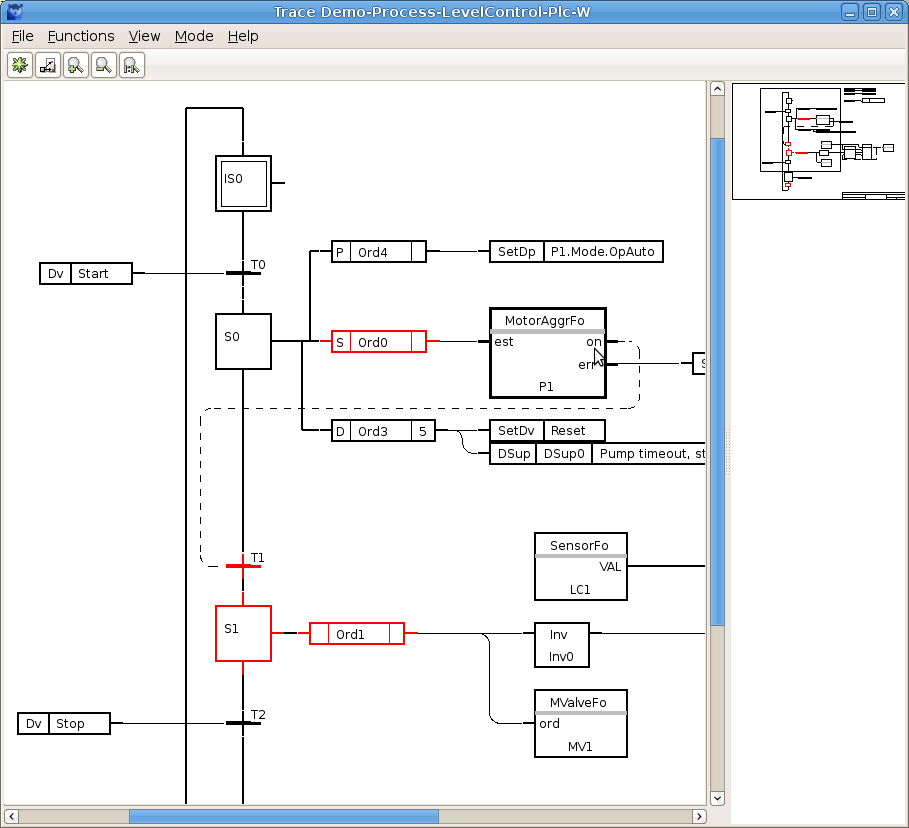 Trace Demo-Process-LevelControl-Plc-W
File Functions View Mode Help
IS0
T0
Dv Start
P Ord4
SetDp P1.Mode.OpAuto
S0
S Ord0
MotorAggrFo
est on
err
P1
D Ord3 5
SetDv Reset
DSup DSup0 Pump timeout, st
T1
SensorFo
VAL
LC1
S1
Ord1
Inv
Inv0
T2
Dv Stop
MValveFo
ord
MV1